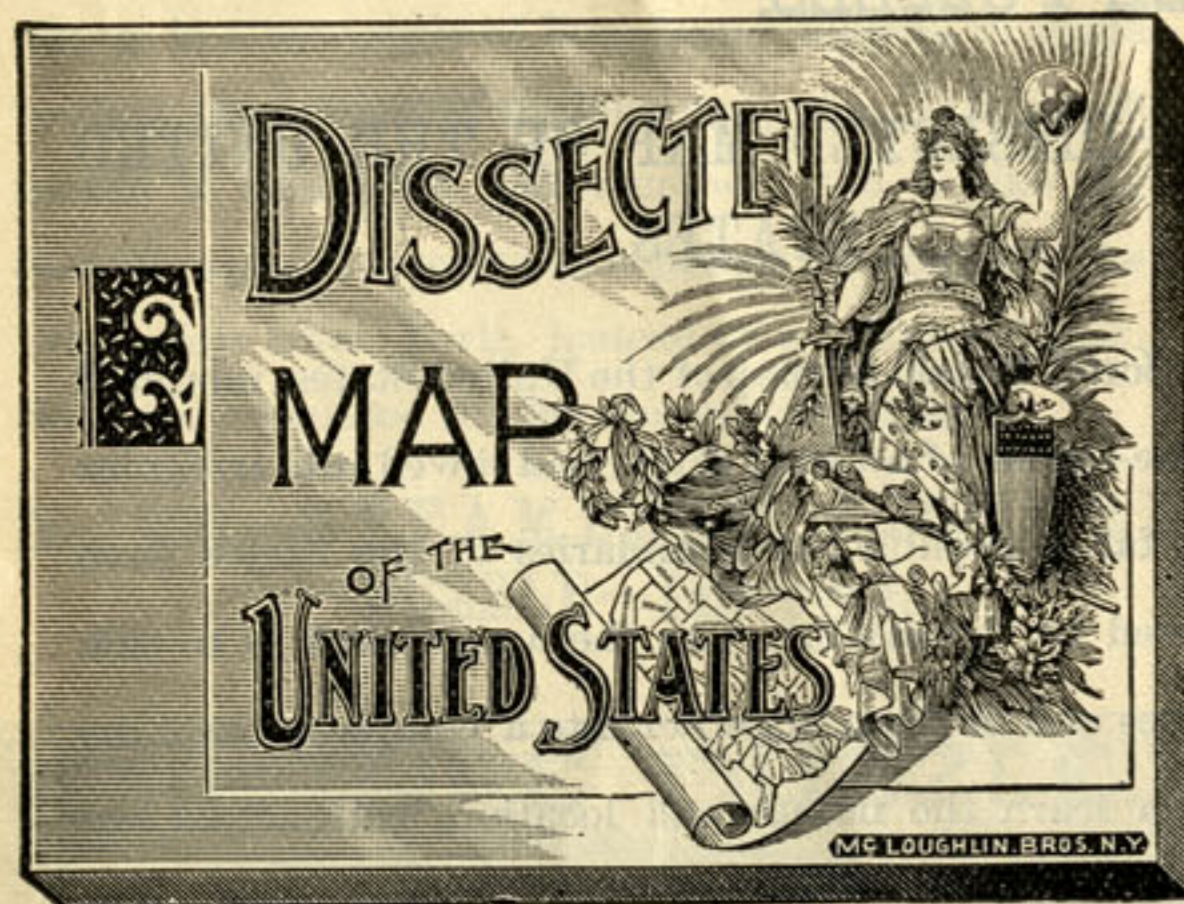 DISSECTED
MAP
OF THE
UNITED STATES
MC LOUGHLIN. BROS. N.Y.